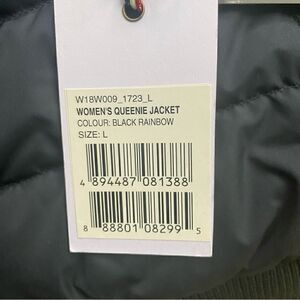 W18W009_1723_L
WOMEN'S QUEENIE JACKET
COLOUR: BLACK RAINBOW
SIZE: L
4 894487 081388
8 88801 08299 5